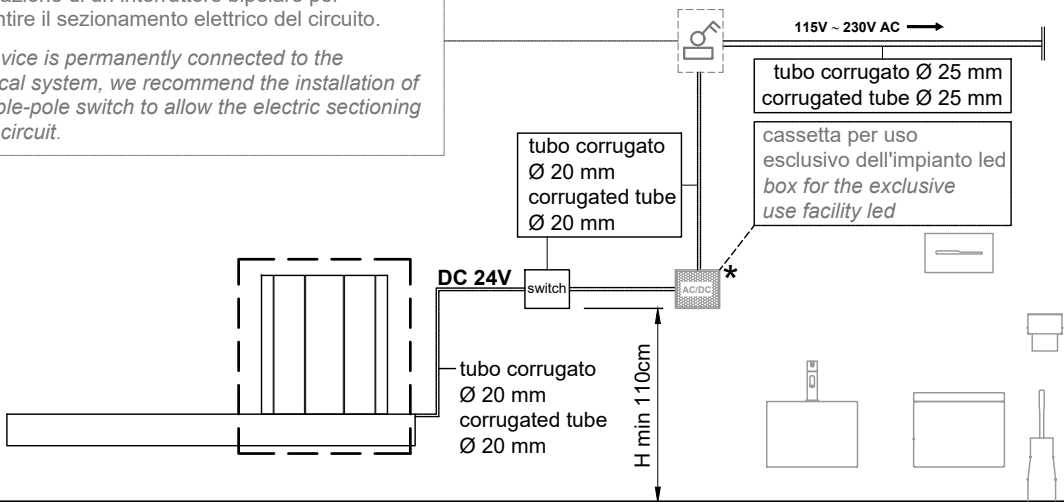 azione di un interruttore bipolare per
ntire il sezionamento elettrico del circuito.
vice is permanently connected to the
cal system, we recommend the installation of
ble-pole switch to allow the electric sectioning
circuit.
115V ~ 230V AC
tubo corrugato Ø 25 mm
corrugated tube Ø 25 mm
tubo corrugato
Ø 20 mm
corrugated tube
Ø 20 mm
cassetta per uso
esclusivo dell'impianto led
box for the exclusive
use facility led
DC 24V
switch
AC/DC
*
tubo corrugato
Ø 20 mm
corrugated tube
Ø 20 mm
H min 110cm